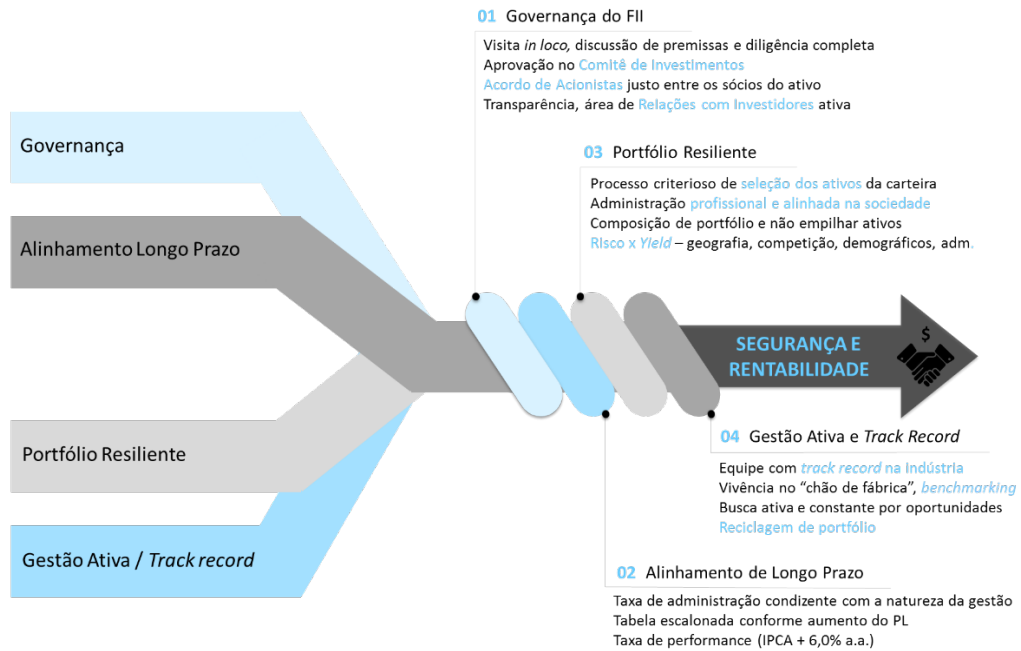 01 Governança do FII
Visita in loco, discussão de premissas e diligência completa
Aprovação no Comitê de Investimentos
Acordo de Acionistas justo entre os sócios do ativo
Transparência, área de Relações com Investidores ativa
Governança
Alinhamento Longo Prazo
Portfólio Resiliente
Gestão Ativa / Track record
03 Portfólio Resiliente
Processo criterioso de seleção dos ativos da carteira
Administração profissional e alinhada na sociedade
Composição de portfólio e não empilhar ativos
Risco x Yield – geografia, competição, demográficos, adm.
SEGURANÇA E
RENTABILIDADE
$
04 Gestão Ativa e Track Record
Equipe com track record na Indústria
Vivência no “chão de fábrica”, benchmarking
Busca ativa e constante por oportunidades
Reciclagem de portfólio
02 Alinhamento de Longo Prazo
Taxa de administração condizente com a natureza da gestão
Tabela escalonada conforme aumento do PL
Taxa de performance (IPCA + 6,0% a.a.)